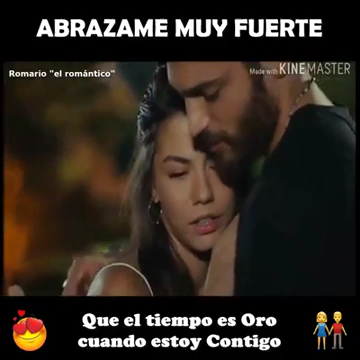 ABRAZAME MUY FUERTE
Romario "el romántico"
Made with KINEMASTER
Que el tiempo es Oro
cuando estoy Contigo